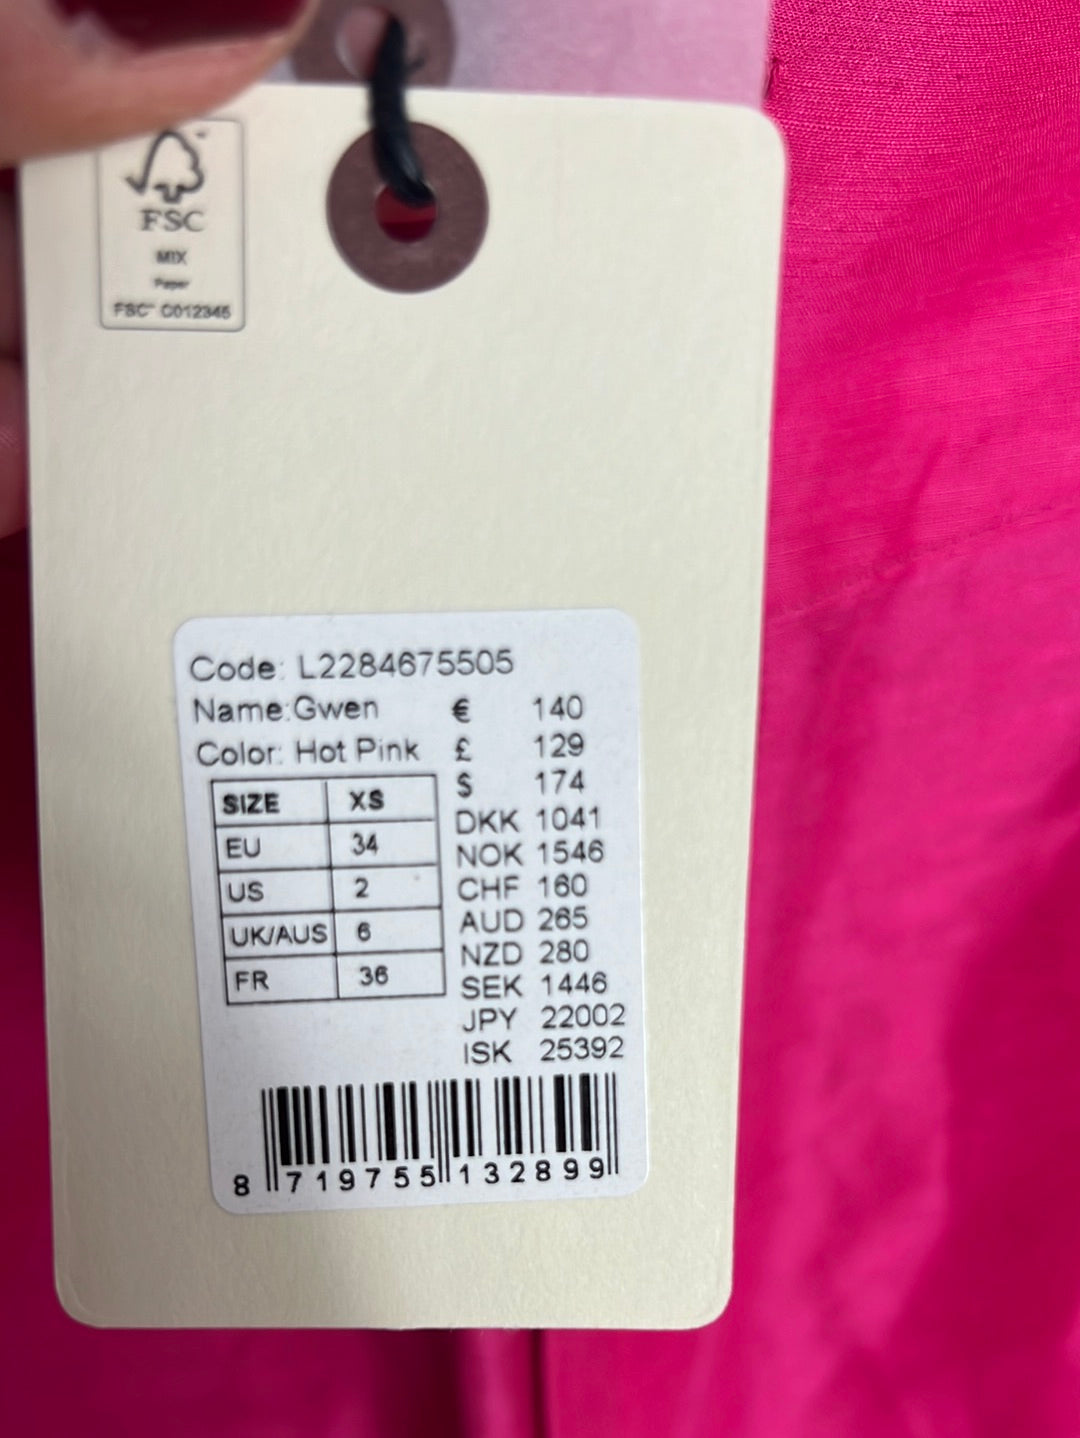 FSC
MIX
Paper
FSC™ C012345
Code: L2284675505
Name:Gwen
Color: Hot Pink
€ 140
£ 129
$ 174
DKK 1041
NOK 1546
CHF 160
AUD 265
NZD 280
SEK 1446
JPY 22002
ISK 25392
SIZE XS
EU 34
US 2
UK/AUS 6
FR 36
8 719755 132899